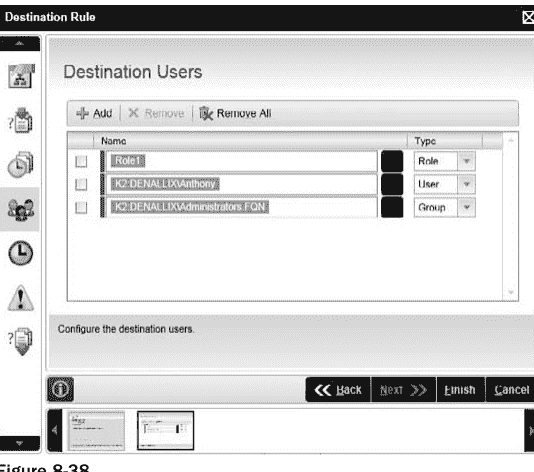 Destination Rule
Destination Users
Add Remove Remove All
Name Type
Role1 Role
K2:DENALLIX\Anthony User
K2:DENALLIX\Administrators.FQN Group
Configure the destination users.
Back Next Finish Cancel
Figure 8-38